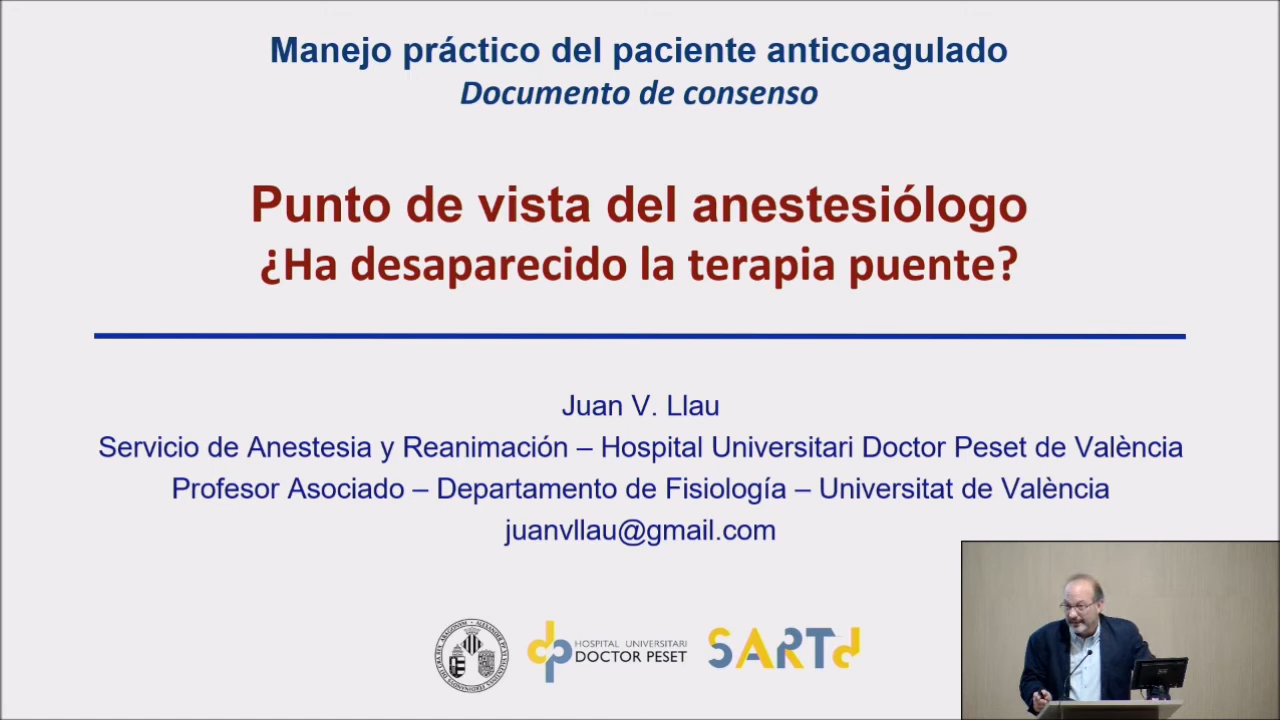 Manejo práctico del paciente anticoagulado
Documento de consenso
Punto de vista del anestesiólogo
¿Ha desaparecido la terapia puente?
Juan V. Llau
Servicio de Anestesia y Reanimación – Hospital Universitari Doctor Peset de València
Profesor Asociado – Departamento de Fisiología – Universitat de València
juanvllau@gmail.com
dp
HOSPITAL UNIVERSITARI
DOCTOR PESET
SARTd